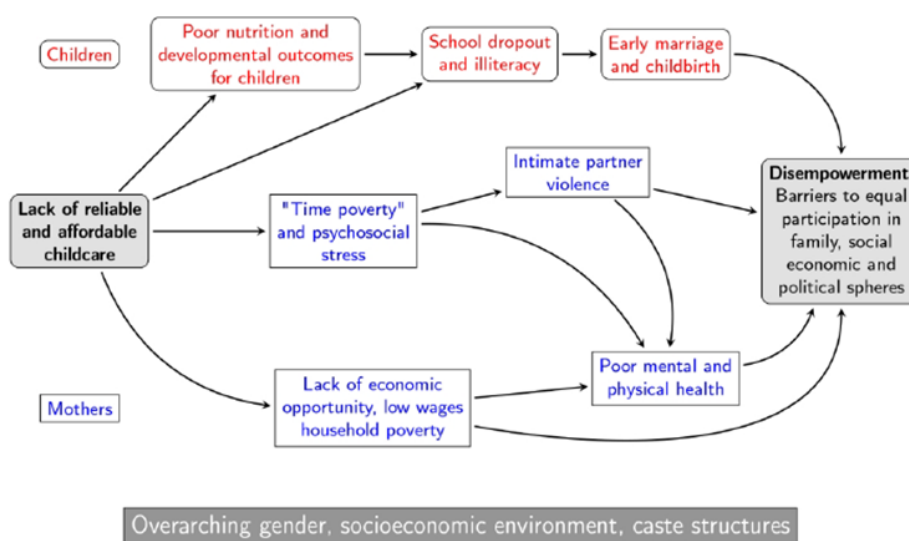 Children
Poor nutrition and
developmental outcomes
for children
School dropout
and illiteracy
Early marriage
and childbirth
Lack of reliable
and affordable
childcare
"Time poverty"
and psychosocial
stress
Intimate partner
violence
Disempowerment
Barriers to equal
participation in
family, social
economic and
political spheres
Mothers
Lack of economic
opportunity, low wages
household poverty
Poor mental and
physical health
Overarching gender, socioeconomic environment, caste structures